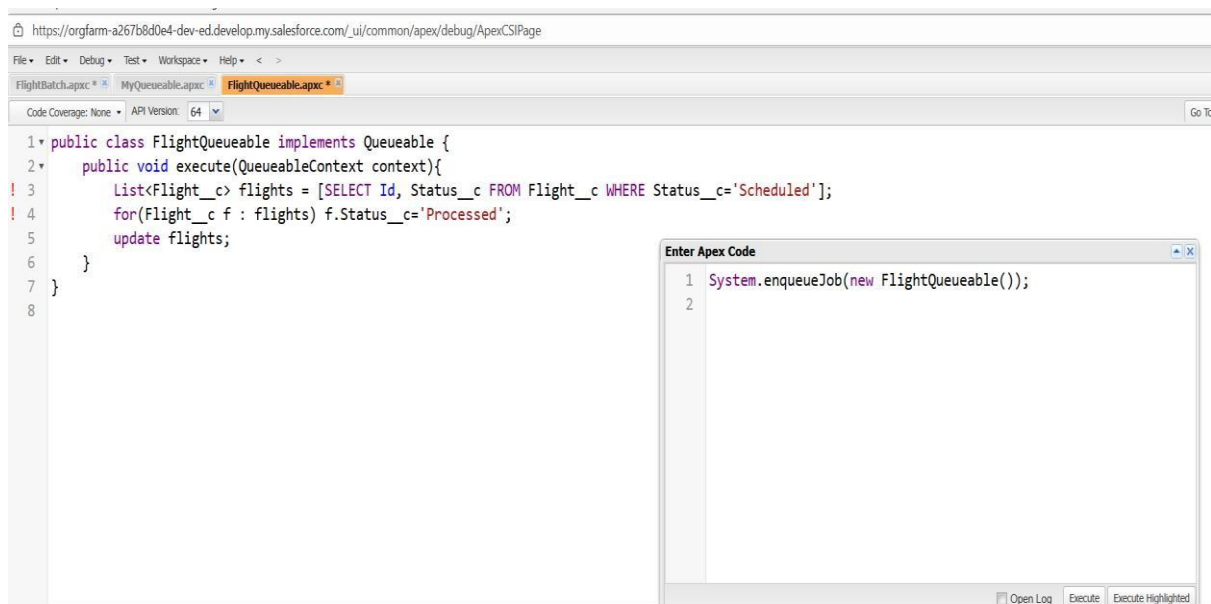 https://orgfarm-a267b8d0e4-dev-ed.develop.my.salesforce.com/_ui/common/apex/debug/ApexCSIPage
File Edit Debug Test Workspace Help < >
FlightBatch.apxc * MyQueueable.apxc FlightQueueable.apxc *
Code Coverage: None API Version: 64 Go To
1 public class FlightQueueable implements Queueable {
2 public void execute(QueueableContext context){
! 3 List<Flight__c> flights = [SELECT Id, Status__c FROM Flight__c WHERE Status__c='Scheduled'];
! 4 for(Flight__c f : flights) f.Status__c='Processed';
5 update flights;
6 }
7 }
8
Enter Apex Code
1 System.enqueueJob(new FlightQueueable());
2
Open Log Execute Execute Highlighted